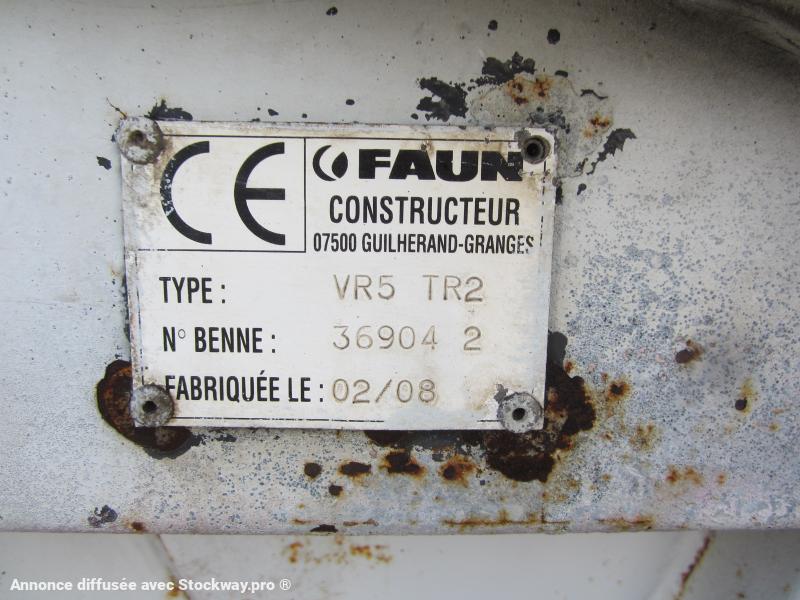 CE
FAUN
CONSTRUCTEUR
07500 GUILHERAND-GRANGES
TYPE : VR5 TR2
N° BENNE : 36904 2
FABRIQUÉE LE : 02/08
Annonce diffusée avec Stockway.pro ®